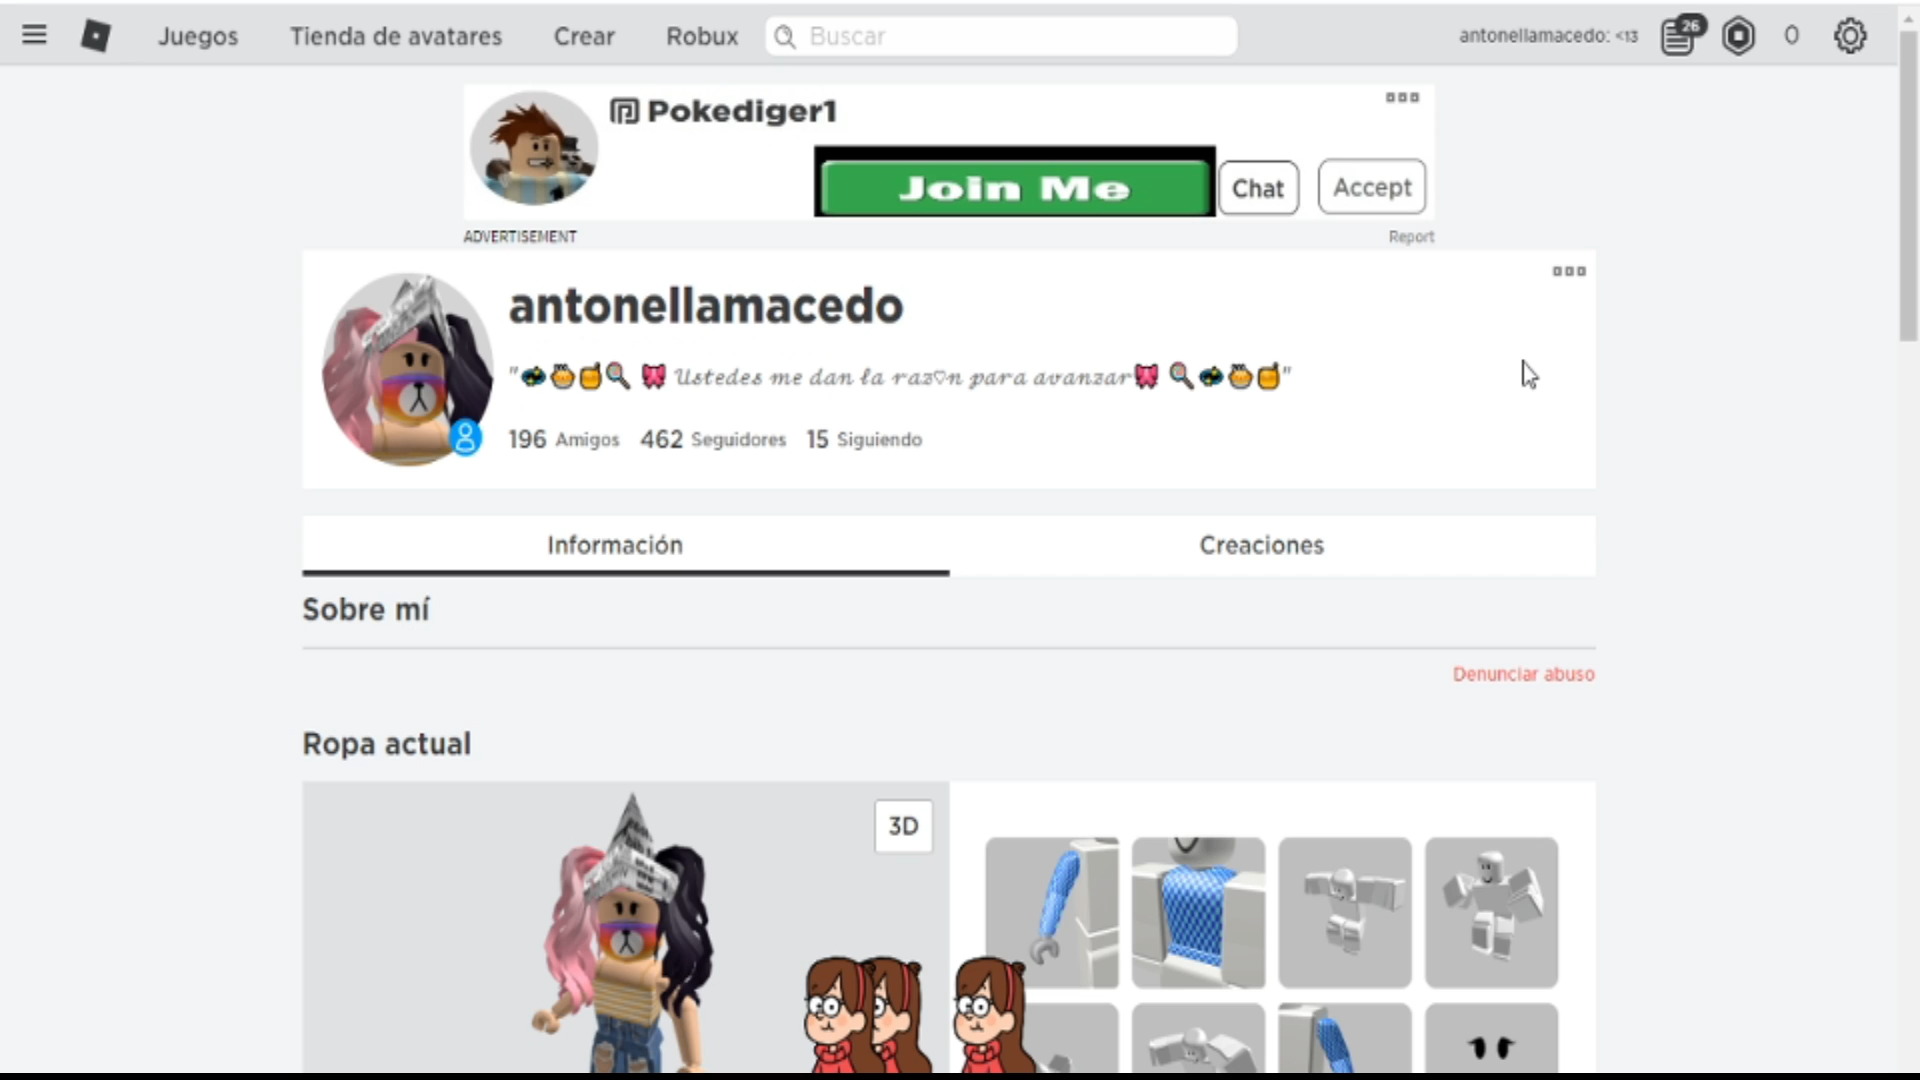 Juegos Tienda de avatares Crear Robux Buscar antonellamacedo: <13 26 0
Pokediger1
Join Me Chat Accept
ADVERTISEMENT Report
antonellamacedo
"🎀 Ustedes me dan la raz♡n para avanzar🎀"
196 Amigos 462 Seguidores 15 Siguiendo
Información Creaciones
Sobre mí
Denunciar abuso
Ropa actual
3D